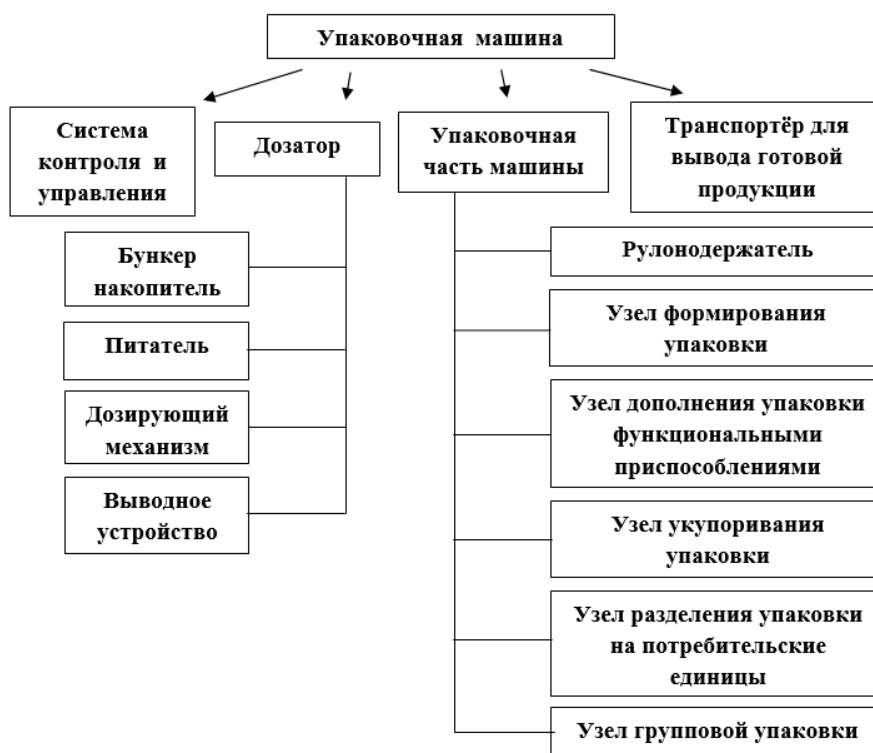 Упаковочная машина
Система
контроля и
управления
Дозатор
Упаковочная
часть машины
Транспортёр для
вывода готовой
продукции
Бункер
накопитель
Питатель
Дозирующий
механизм
Выводное
устройство
Рулонодержатель
Узел формирования
упаковки
Узел дополнения упаковки
функциональными
приспособлениями
Узел укупоривания
упаковки
Узел разделения упаковки
на потребительские
единицы
Узел групповой упаковки